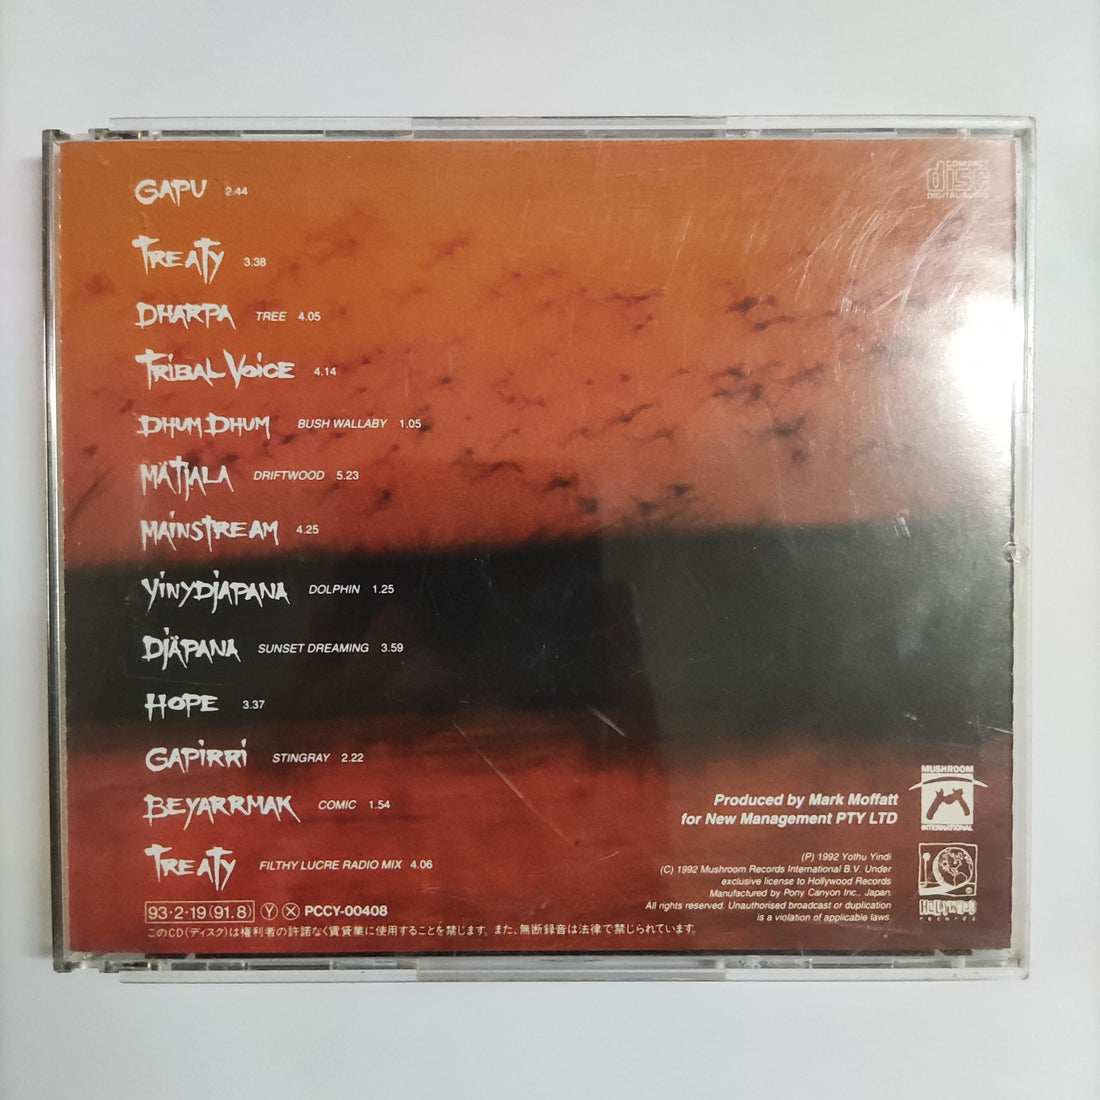 COMPACT
disc
DIGITAL AUDIO
GAPU 2.44
TREATY 3.38
DHARPA TREE 4.05
TRIBAL VOICE 4.14
DHUM DHUM BUSH WALLABY 1.05
MÄTJALA DRIFTWOOD 5.23
MAINSTREAM 4.25
YINYDJAPANA DOLPHIN 1.25
DJÄPANA SUNSET DREAMING 3.59
HOPE 3.37
GAPIRRI STINGRAY 2.22
BEYARRMAK COMIC 1.54
TREATY FILTHY LUCRE RADIO MIX 4.06
Produced by Mark Moffatt
for New Management PTY LTD
MUSHROOM
INTERNATIONAL
(P) 1992 Yothu Yindi
(C) 1992 Mushroom Records International B.V. Under
exclusive license to Hollywood Records
Manufactured by Pony Canyon Inc., Japan
All rights reserved. Unauthorised broadcast or duplication
is a violation of applicable laws.
HOLLYWOOD
RECORDS
93・2・19(91.8) Ⓨ Ⓧ PCCY-00408
このCD(ディスク)は権利者の許諾なく賃貸業に使用することを禁じます。また、無断録音は法律で禁じられています。